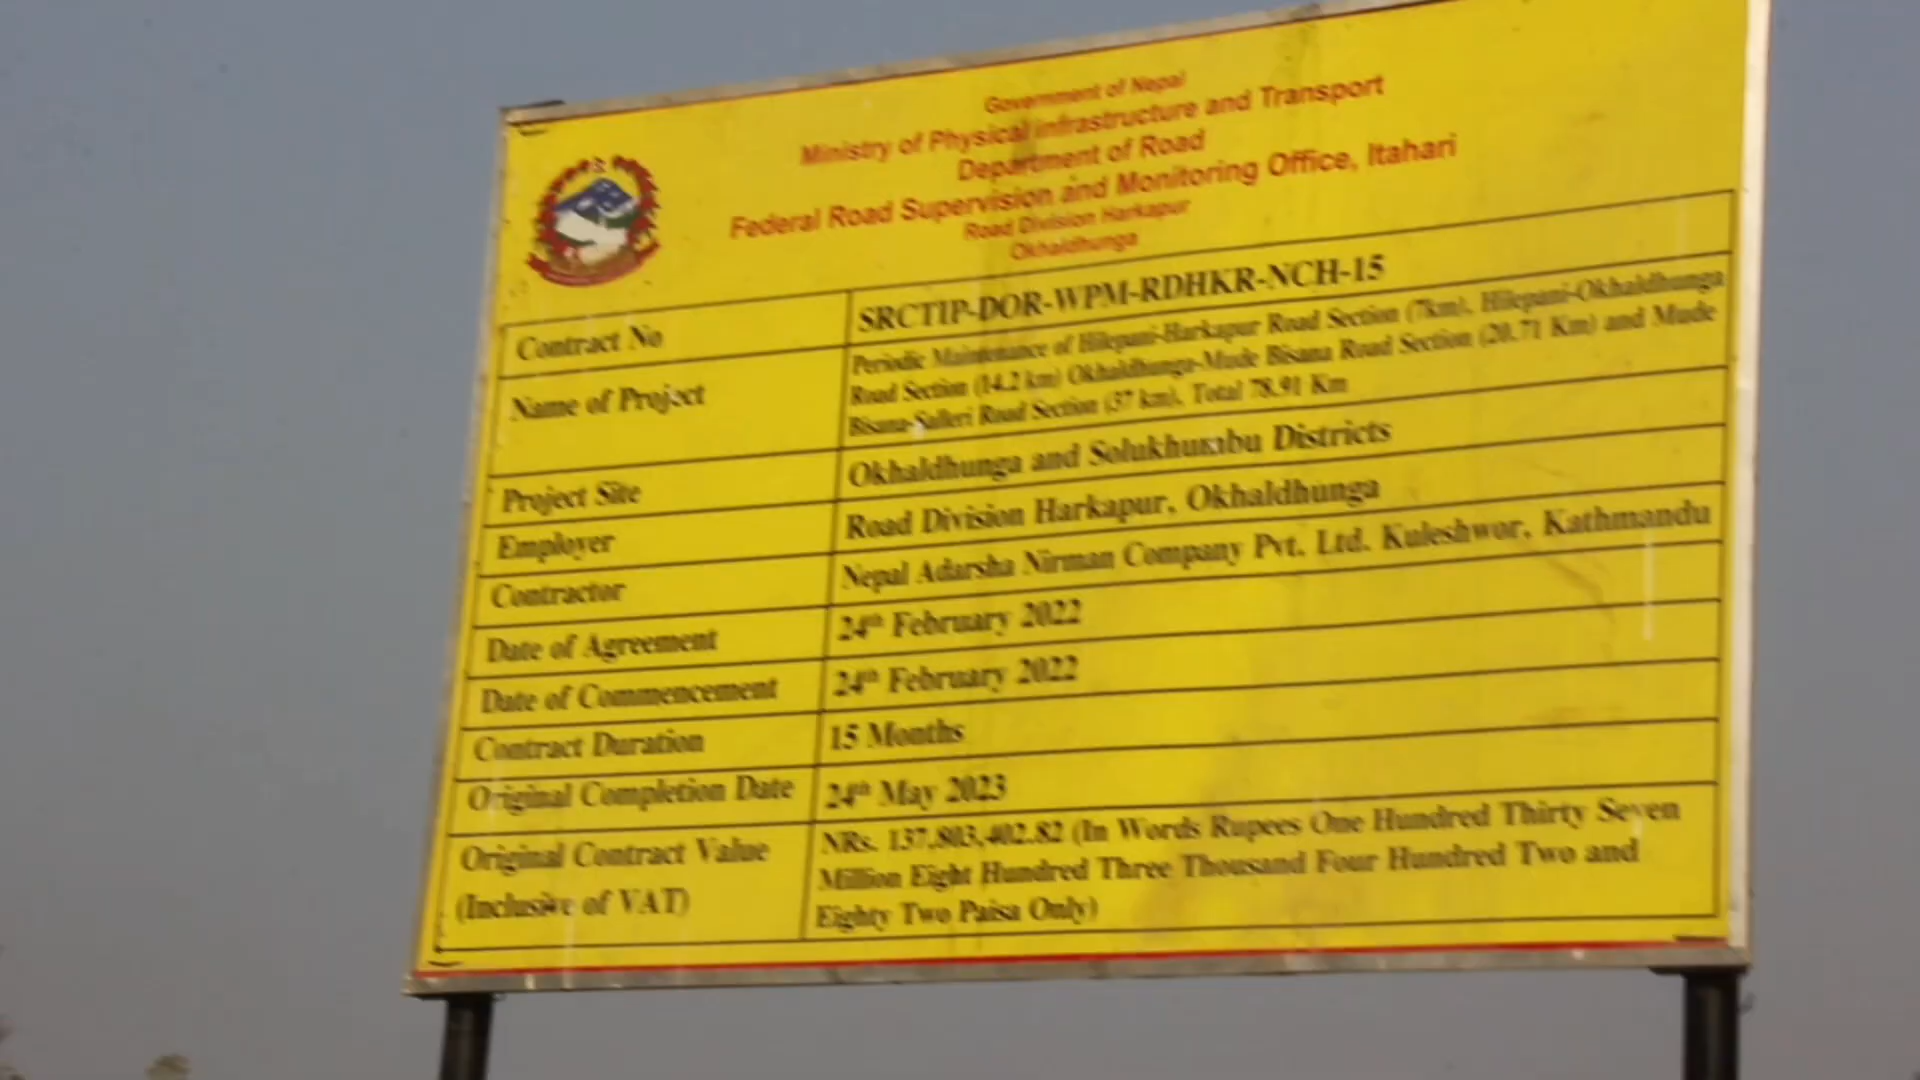 Government of Nepal
Ministry of Physical Infrastructure and Transport
Department of Road
Federal Road Supervision and Monitoring Office, Itahari
Road Division Harkapur
Okhaldhunga
Contract No SRCTIP-DOR-WPM-RDHKR-NCH-15
Name of Project Periodic Maintenance of Hilepani-Harkapur Road Section (7km), Hilepani-Okhaldhunga
Road Section (14.2 km) Okhaldhunga-Mude Bisana Road Section (20.71 Km) and Mude
Bisana-Salleri Road Section (37 km), Total 78.91 Km
Project Site Okhaldhunga and Solukhumbu Districts
Employer Road Division Harkapur, Okhaldhunga
Contractor Nepal Adarsha Nirman Company Pvt. Ltd. Kuleshwor, Kathmandu
Date of Agreement 24th February 2022
Date of Commencement 24th February 2022
Contract Duration 15 Months
Original Completion Date 24th May 2023
Original Contract Value (Inclusive of VAT) NRs. 137,803,402.82 (In Words Rupees One Hundred Thirty Seven
Million Eight Hundred Three Thousand Four Hundred Two and
Eighty Two Paisa Only)